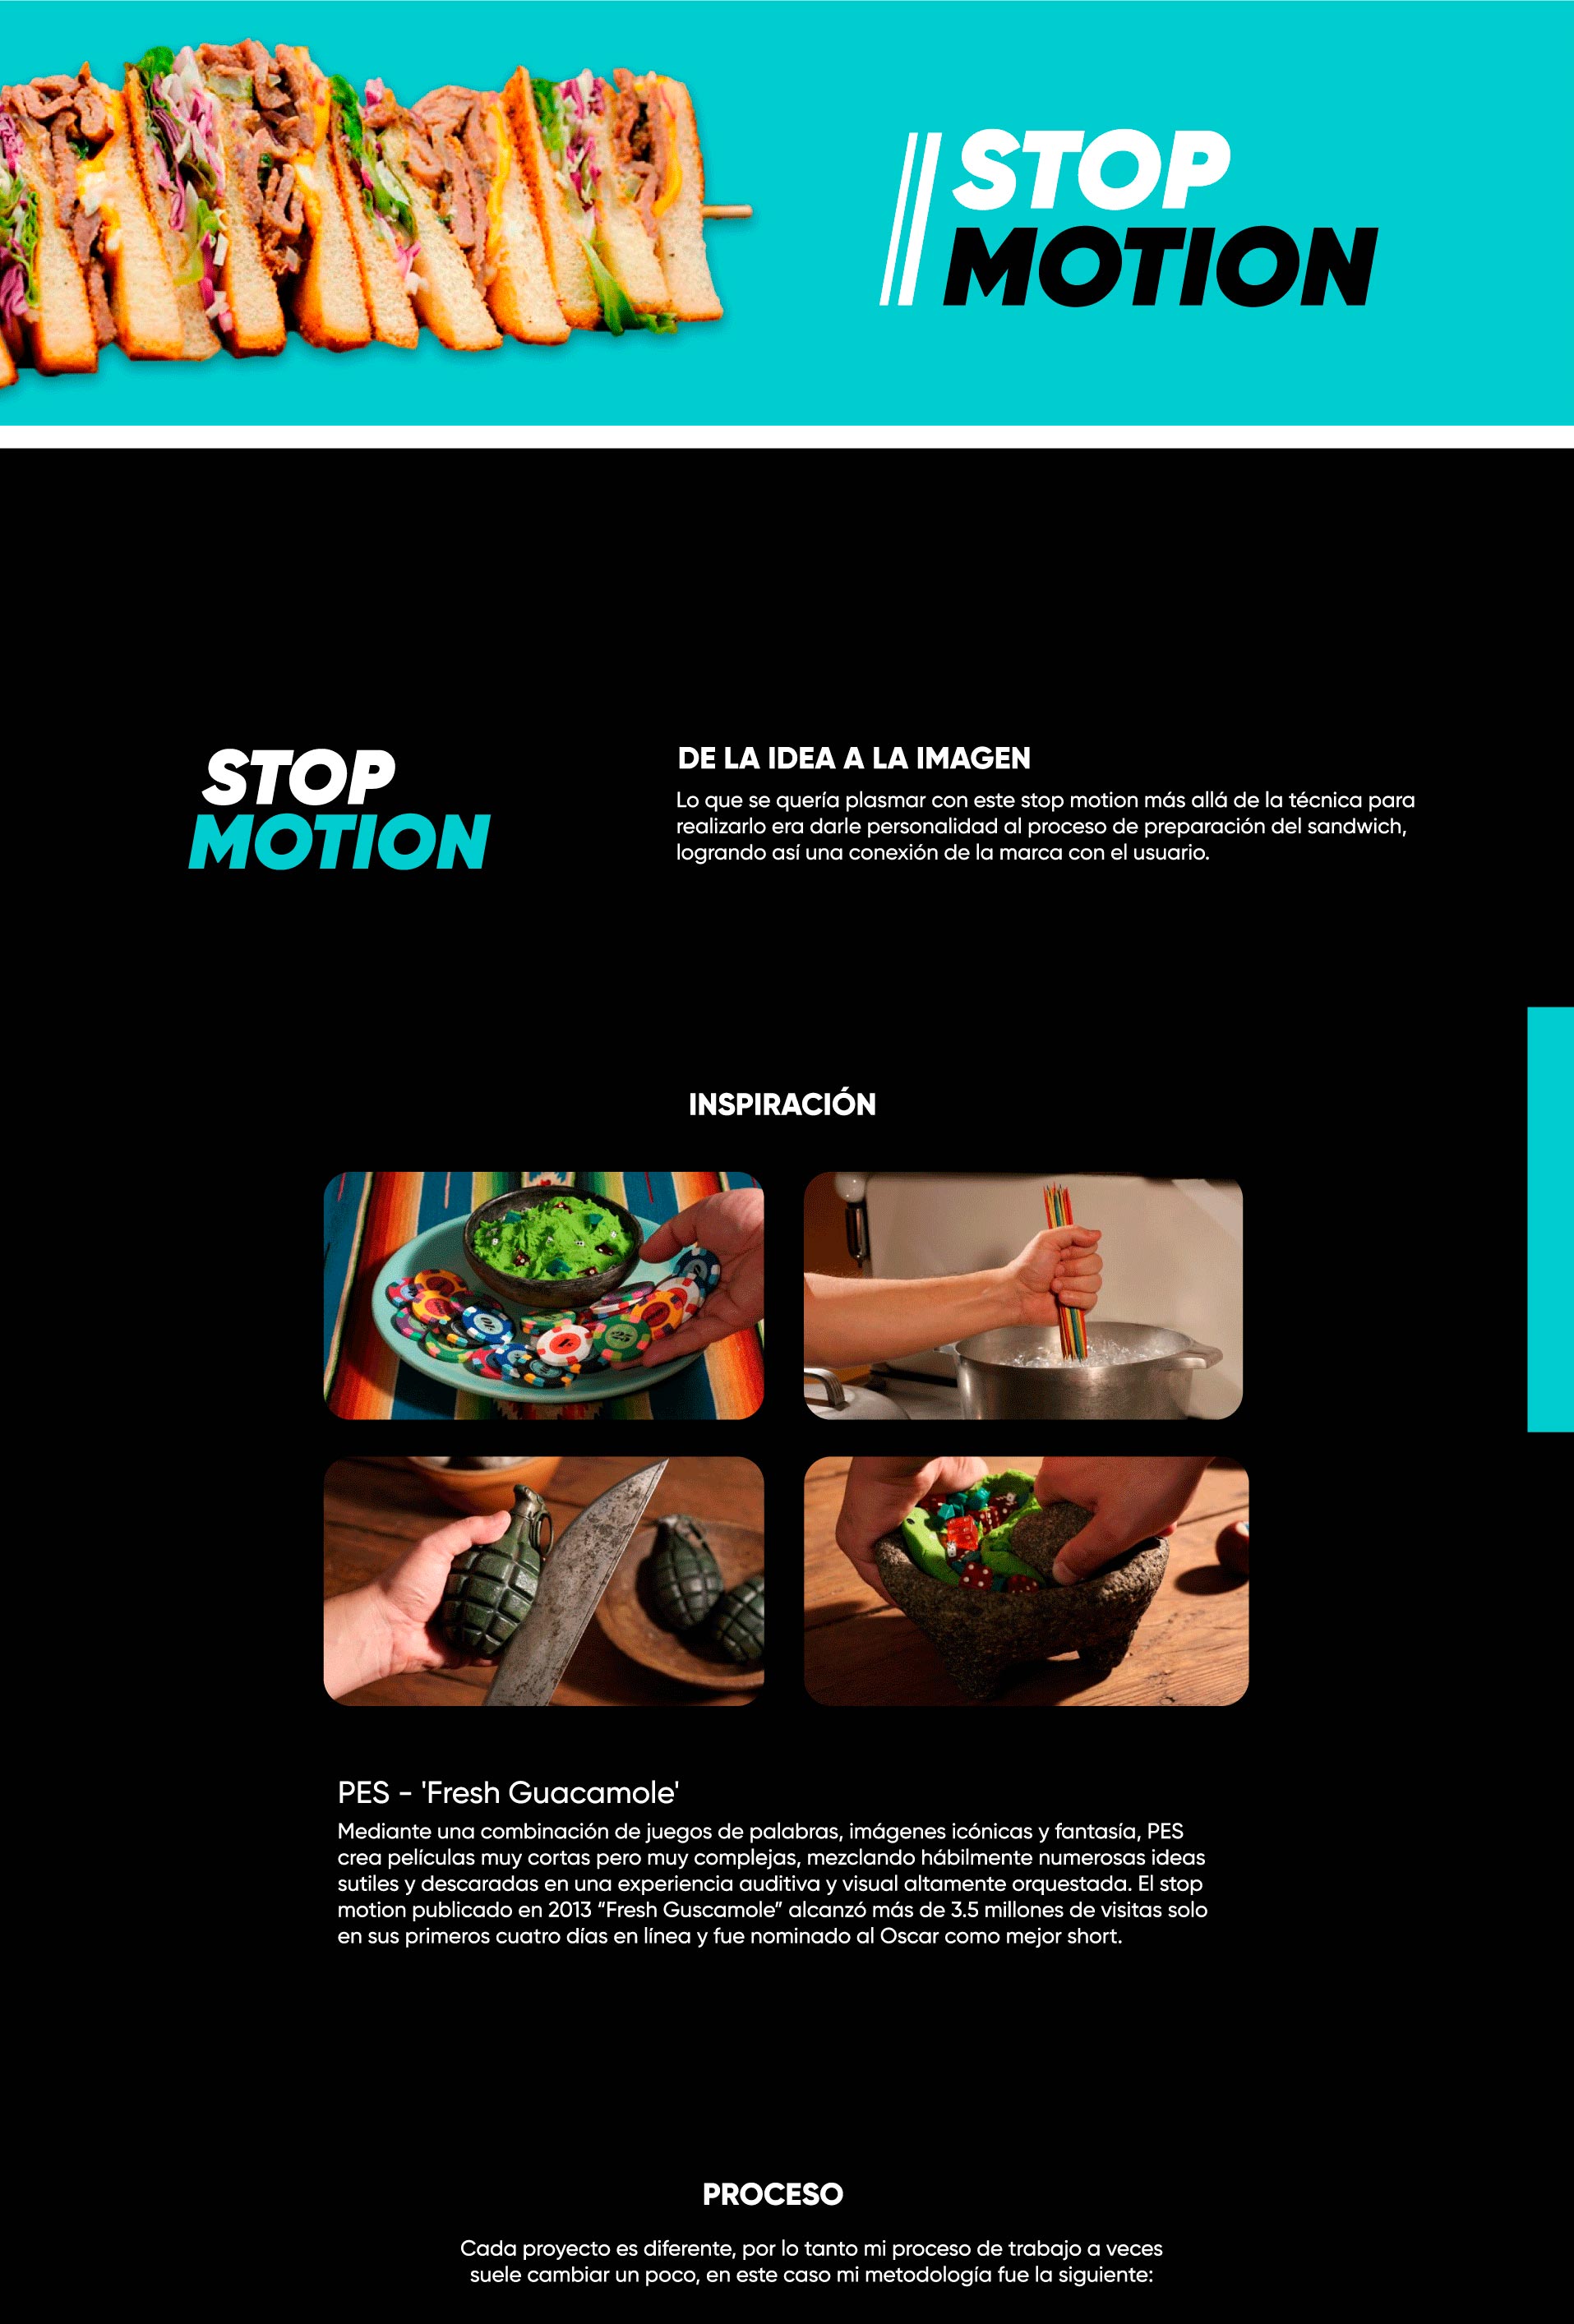 STOP
MOTION
STOP
MOTION
DE LA IDEA A LA IMAGEN
Lo que se quería plasmar con este stop motion más allá de la técnica para
realizarlo era darle personalidad al proceso de preparación del sandwich,
logrando así una conexión de la marca con el usuario.
INSPIRACIÓN
25
PES - 'Fresh Guacamole'
Mediante una combinación de juegos de palabras, imágenes icónicas y fantasía, PES
crea películas muy cortas pero muy complejas, mezclando hábilmente numerosas ideas
sutiles y descaradas en una experiencia auditiva y visual altamente orquestada. El stop
motion publicado en 2013 “Fresh Guscamole” alcanzó más de 3.5 millones de visitas solo
en sus primeros cuatro días en línea y fue nominado al Oscar como mejor short.
PROCESO
Cada proyecto es diferente, por lo tanto mi proceso de trabajo a veces
suele cambiar un poco, en este caso mi metodología fue la siguiente: